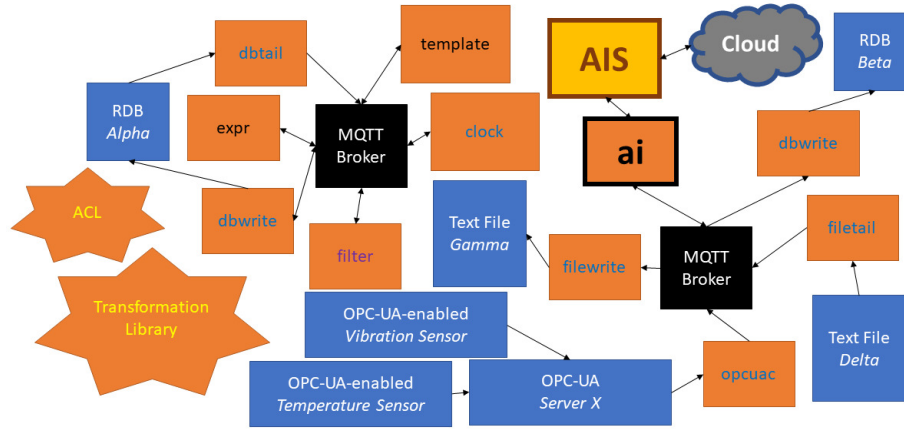 dbtail
template
AIS
Cloud
RDB
Beta
RDB
Alpha
expr
MQTT
Broker
clock
ai
dbwrite
ACL
dbwrite
filter
Text File
Gamma
filewrite
MQTT
Broker
filetail
Transformation
Library
OPC-UA-enabled
Vibration Sensor
Text File
Delta
OPC-UA-enabled
Temperature Sensor
OPC-UA
Server X
opcuac